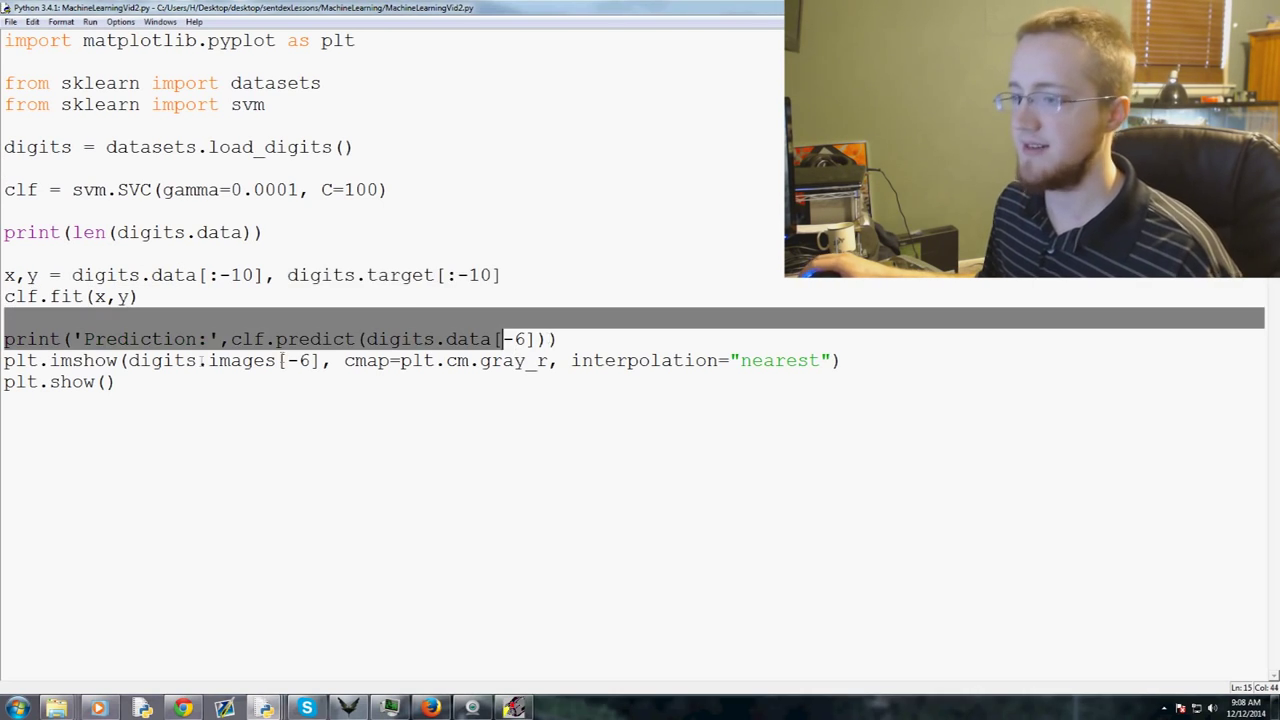 Python 3.4.1: MachineLearningVid2.py - C:/Users/H/Desktop/desktop/sentdexLessons/MachineLearning/MachineLearningVid2.py
File Edit Format Run Options Windows Help
import matplotlib.pyplot as plt
from sklearn import datasets
from sklearn import svm
digits = datasets.load_digits()
clf = svm.SVC(gamma=0.0001, C=100)
print(len(digits.data))
x,y = digits.data[:-10], digits.target[:-10]
clf.fit(x,y)
print('Prediction:',clf.predict(digits.data[-6]))
plt.imshow(digits.images[-6], cmap=plt.cm.gray_r, interpolation="nearest")
plt.show()
Ln: 15 Col: 44
9:08 AM
12/12/2014